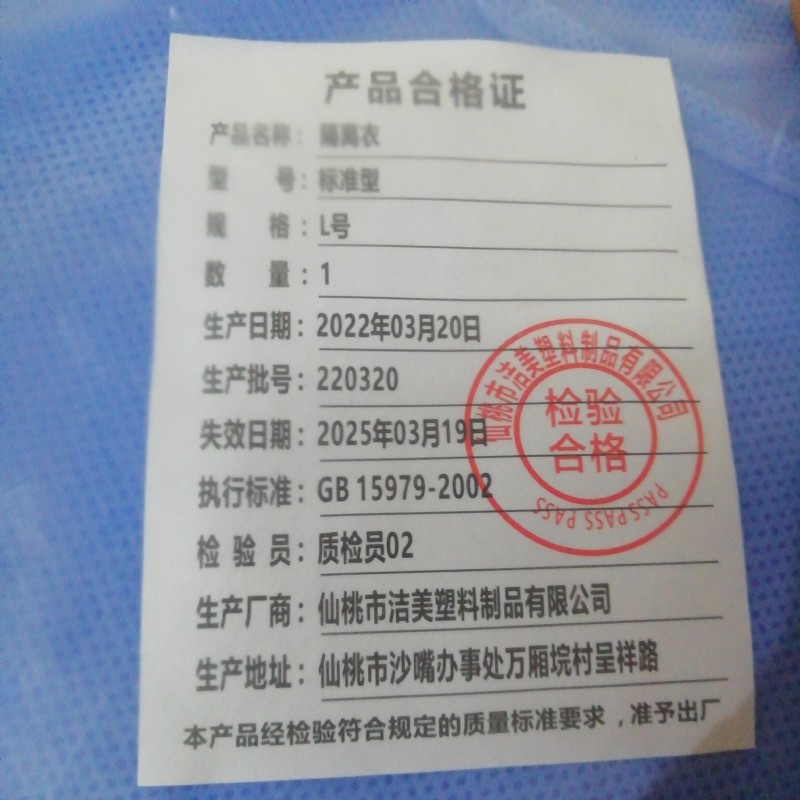 产品合格证
产品名称：隔离衣
型 号：标准型
规 格：L号
数 量：1
生产日期：2022年03月20日
生产批号：220320
失效日期：2025年03月19日
执行标准：GB 15979-2002
检 验 员：质检员02
生产厂商：仙桃市洁美塑料制品有限公司
生产地址：仙桃市沙嘴办事处万厢垸村呈祥路
本产品经检验符合规定的质量标准要求，准予出厂
仙桃市洁美塑料制品有限公司
检验
合格
PASS PASS PASS